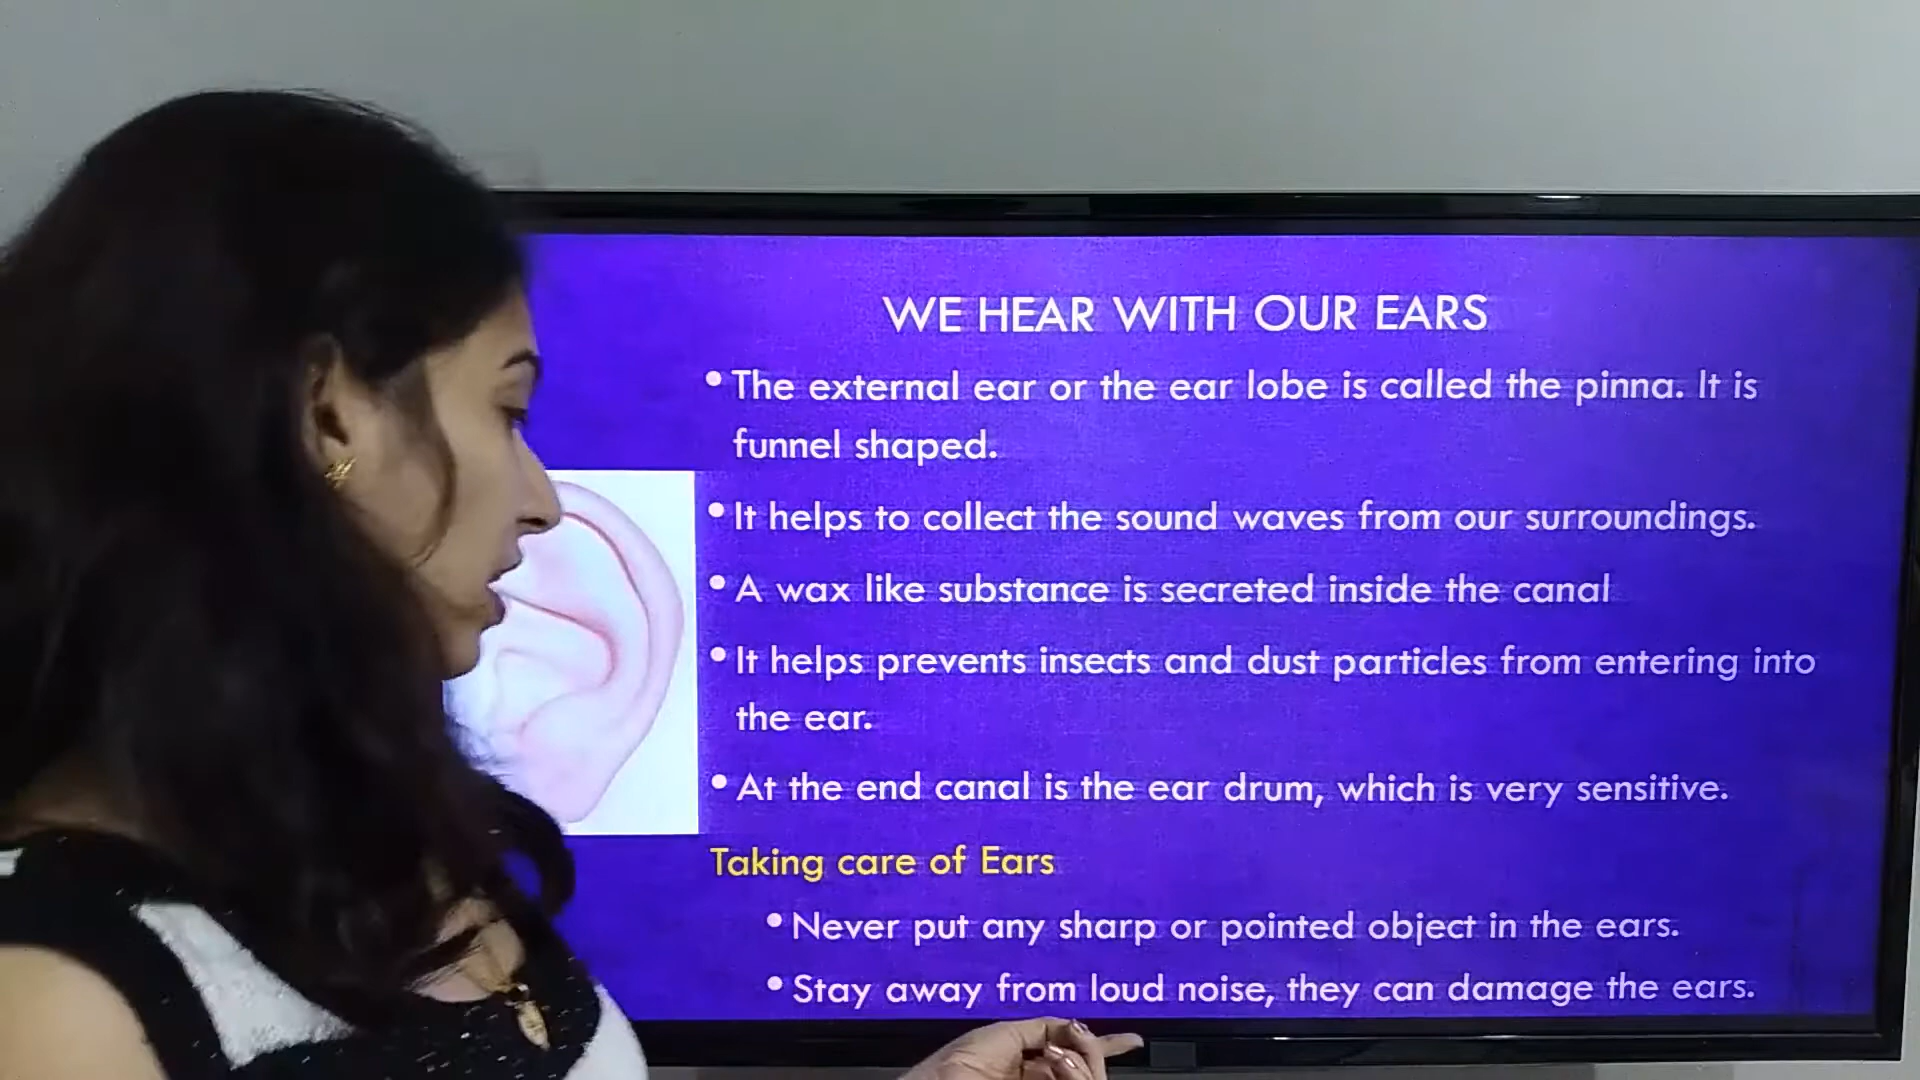 WE HEAR WITH OUR EARS
• The external ear or the ear lobe is called the pinna. It is
funnel shaped.
• It helps to collect the sound waves from our surroundings.
• A wax like substance is secreted inside the canal
• It helps prevents insects and dust particles from entering into
the ear.
• At the end canal is the ear drum, which is very sensitive.
Taking care of Ears
• Never put any sharp or pointed object in the ears.
• Stay away from loud noise, they can damage the ears.